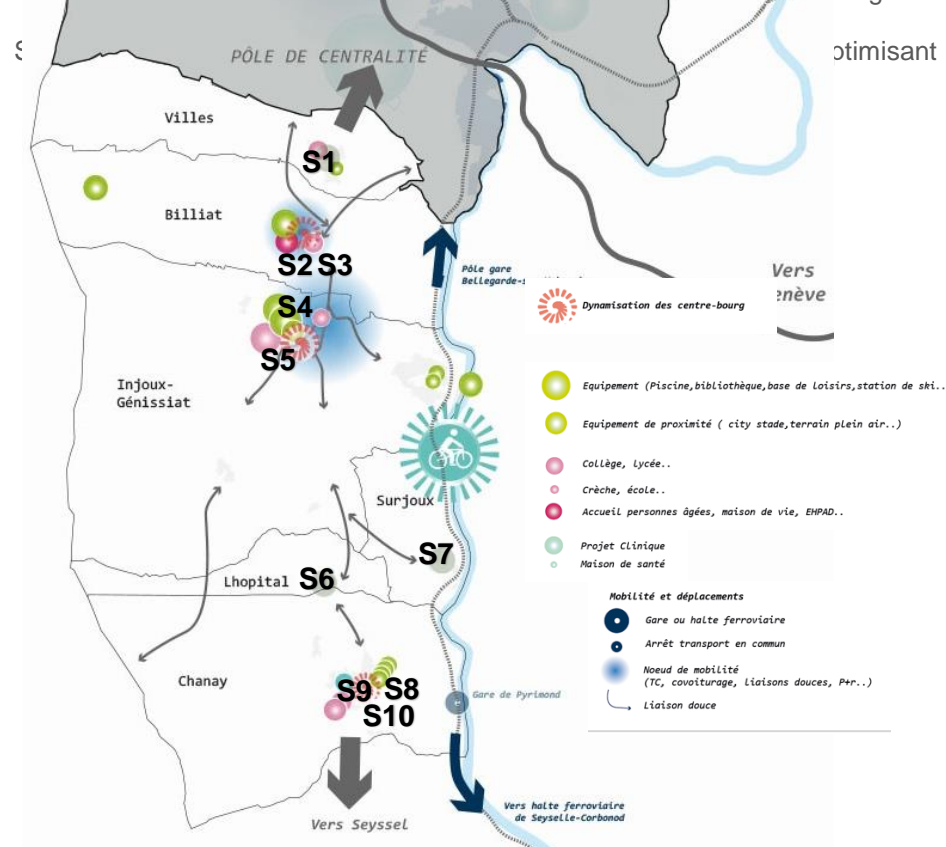 otimisant
PÔLE DE CENTRALITÉ
Villes
S1
Billiat
S2 S3
Pôle gare
Vers
S4
Dynamisation des centre-bourg
S5
Injoux-
Génissiat
Equipement (Piscine,bibliothèque,base de loisirs,station de ski..
Equipement de proximité ( city stade,terrain plein air..)
Collège, lycée..
Crèche, école..
Accueil personnes âgées, maison de vie, EHPAD..
Surjoux
S7
Projet Clinique
Maison de santé
Lhopital S6
Mobilité et déplacements
Gare ou halte ferroviaire
Arrêt transport en commun
Noeud de mobilité
(TC, covoiturage, liaisons douces, P+r..)
Liaison douce
Chanay
S9 S8
S10
Gare de Pyrimond
Vers Seyssel
Vers halte ferroviaire
de Seyselle-Corbonod